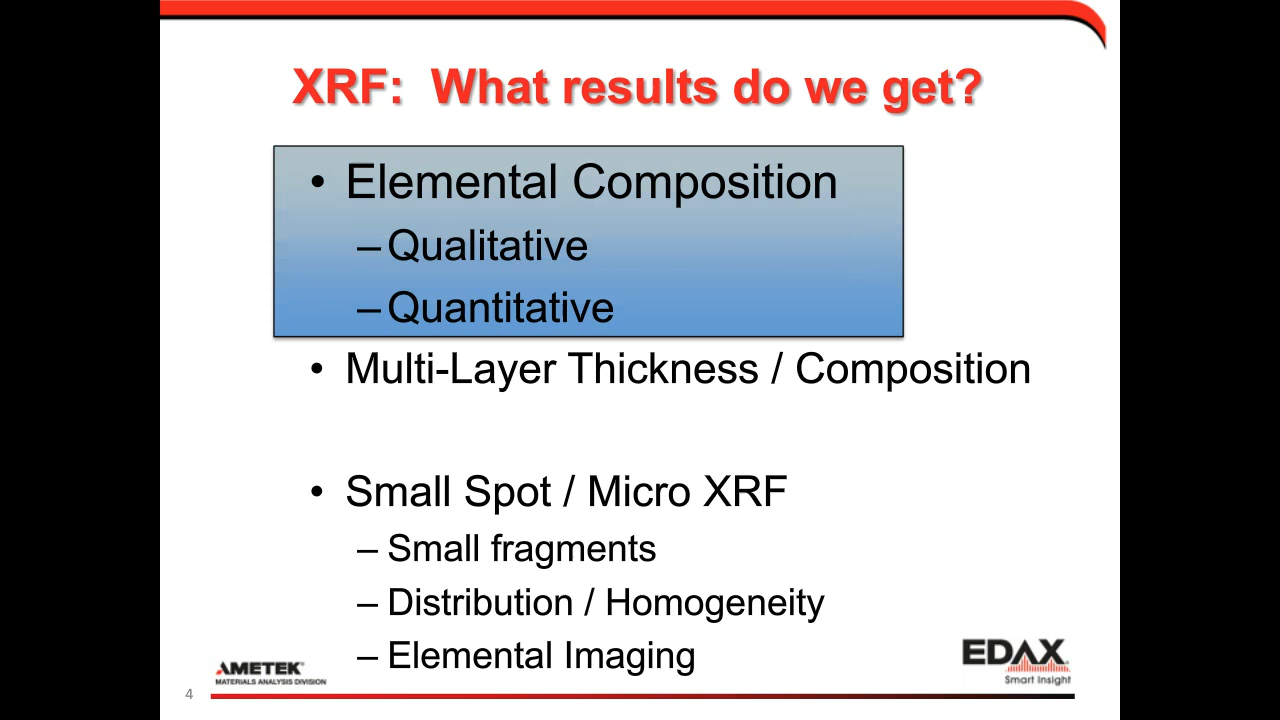 XRF: What results do we get?
• Elemental Composition
–Qualitative
–Quantitative
• Multi-Layer Thickness / Composition
• Small Spot / Micro XRF
– Small fragments
– Distribution / Homogeneity
– Elemental Imaging
AMETEK®
MATERIALS ANALYSIS DIVISION
EDAX
Smart Insight
4